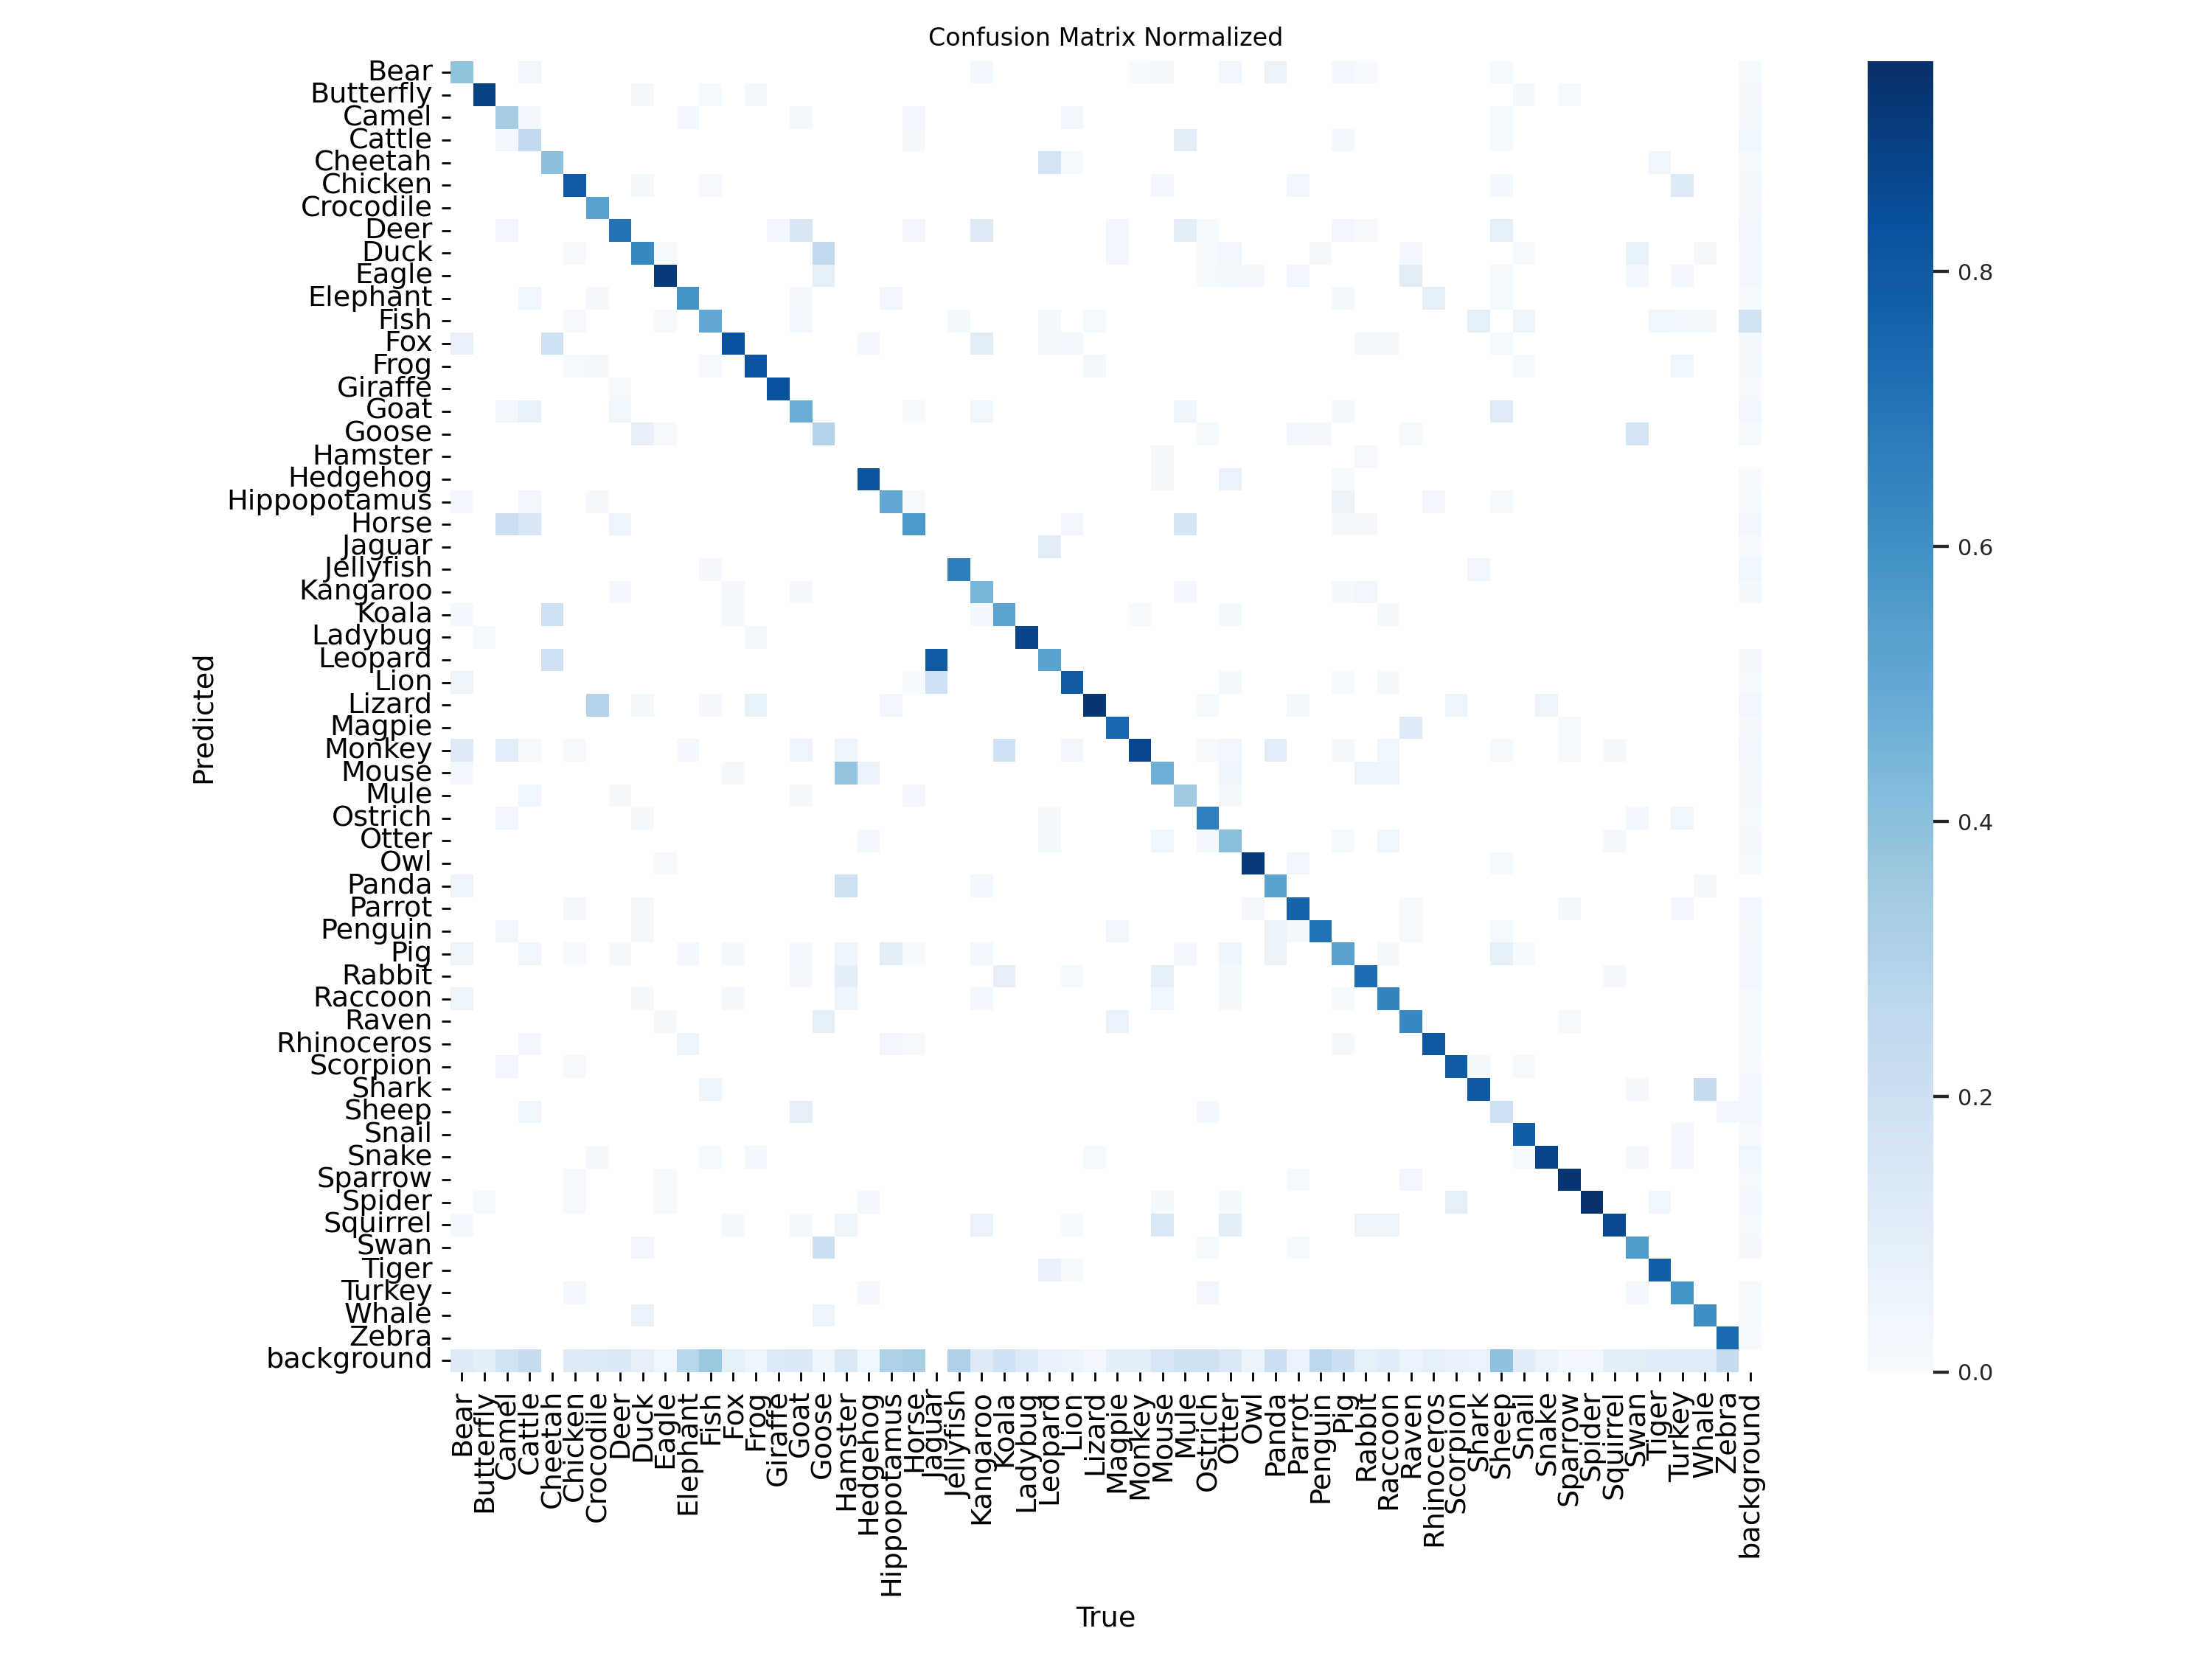 Confusion Matrix Normalized
Bear
Butterfly
Camel
Cattle
Cheetah
Chicken
Crocodile
Deer
Duck
Eagle
Elephant
Fish
Fox
Frog
Giraffe
Goat
Goose
Hamster
Hedgehog
Hippopotamus
Horse
Jaguar
Jellyfish
Kangaroo
Koala
Ladybug
Leopard
Lion
Lizard
Magpie
Monkey
Mouse
Mule
Ostrich
Otter
Owl
Panda
Parrot
Penguin
Pig
Rabbit
Raccoon
Raven
Rhinoceros
Scorpion
Shark
Sheep
Snail
Snake
Sparrow
Spider
Squirrel
Swan
Tiger
Turkey
Whale
Zebra
background
Predicted
Bear
Butterfly
Camel
Cattle
Cheetah
Chicken
Crocodile
Deer
Duck
Eagle
Elephant
Fish
Fox
Frog
Giraffe
Goat
Goose
Hamster
Hedgehog
Hippopotamus
Horse
Jaguar
Jellyfish
Kangaroo
Koala
Ladybug
Leopard
Lion
Lizard
Magpie
Monkey
Mouse
Mule
Ostrich
Otter
Owl
Panda
Parrot
Penguin
Pig
Rabbit
Raccoon
Raven
Rhinoceros
Scorpion
Shark
Sheep
Snail
Snake
Sparrow
Spider
Squirrel
Swan
Tiger
Turkey
Whale
Zebra
background
True
0.8
0.6
0.4
0.2
0.0